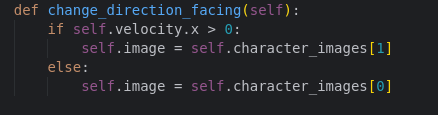 def change_direction_facing(self):
    if self.velocity.x > 0:
        self.image = self.character_images[1]
    else:
        self.image = self.character_images[0]